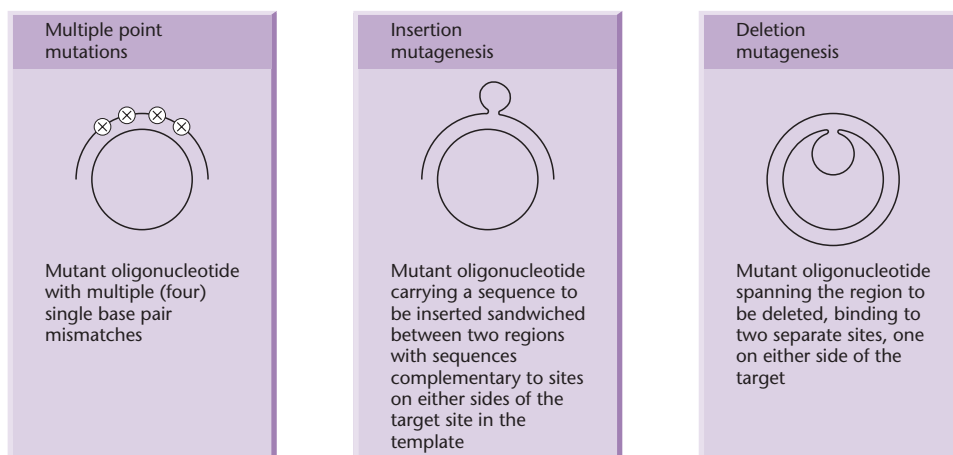 Multiple point
mutations
Mutant oligonucleotide
with multiple (four)
single base pair
mismatches
Insertion
mutagenesis
Mutant oligonucleotide
carrying a sequence to
be inserted sandwiched
between two regions
with sequences
complementary to sites
on either sides of the
target site in the
template
Deletion
mutagenesis
Mutant oligonucleotide
spanning the region to
be deleted, binding to
two separate sites, one
on either side of the
target